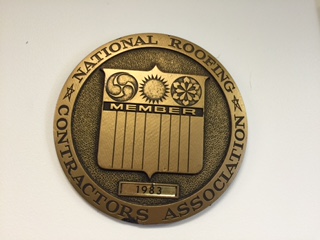 NATIONAL ROOFING
CONTRACTORS ASSOCIATION
MEMBER
1983